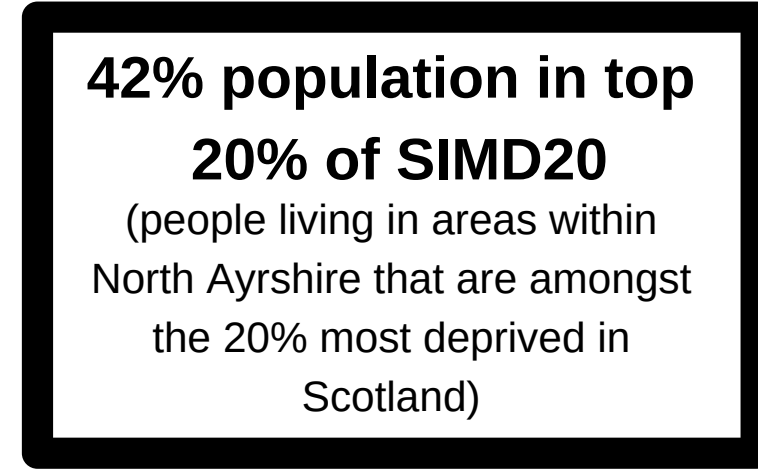 42% population in top
20% of SIMD20
(people living in areas within
North Ayrshire that are amongst
the 20% most deprived in
Scotland)